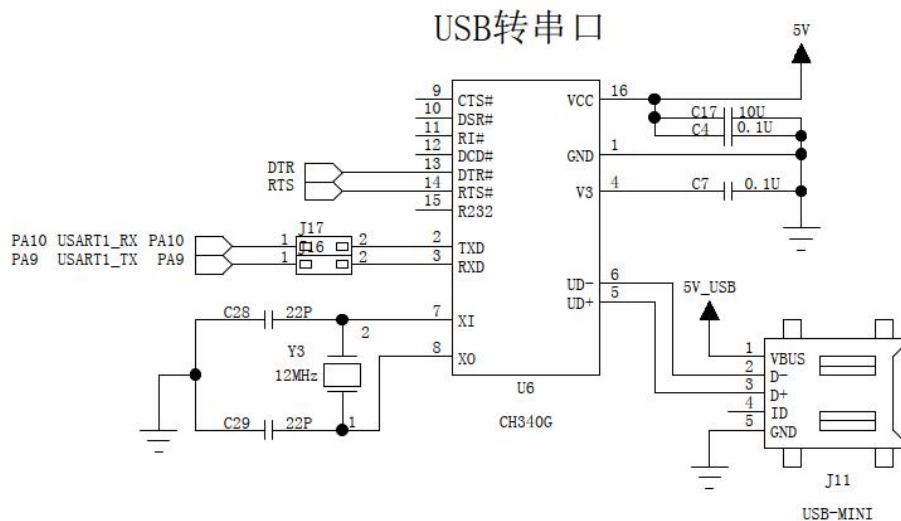 USB转串口
5V
9 CTS#
10 DSR#
11 RI#
12 DCD#
13 DTR#
14 RTS#
15 R232
2 TXD
3 RXD
7 XI
8 XO
VCC 16
GND 1
V3 4
UD- 6
UD+ 5
U6
CH340G
C17 10U
C4 0.1U
C7 0.1U
DTR
RTS
J17
J16
PA10 USART1_RX PA10 1 2
PA9 USART1_TX PA9 1 2
C28 22P
2
Y3
12MHz
C29 22P 1
5V_USB
1 VBUS
2 D-
3 D+
4 ID
5 GND
J11
USB-MINI